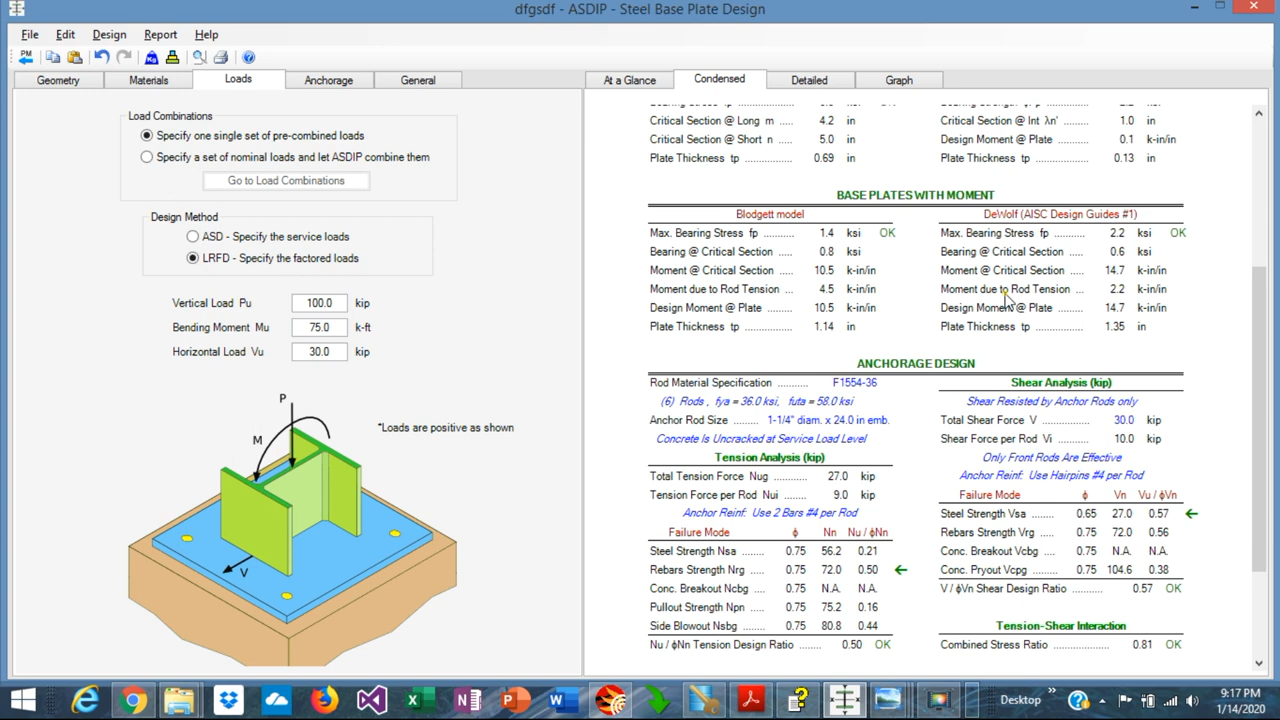 dfgsdf - ASDIP - Steel Base Plate Design
File Edit Design Report Help
PM
Kg
Geometry Materials Loads Anchorage General
At a Glance Condensed Detailed Graph
Load Combinations
Specify one single set of pre-combined loads
Specify a set of nominal loads and let ASDIP combine them
Go to Load Combinations
Design Method
ASD - Specify the service loads
LRFD - Specify the factored loads
Vertical Load Pu 100.0 kip
Bending Moment Mu 75.0 k-ft
Horizontal Load Vu 30.0 kip
P
M
V
*Loads are positive as shown
Critical Section @ Long m ..... 4.2 in
Critical Section @ Short n ..... 5.0 in
Plate Thickness tp ................ 0.69 in
Critical Section @ Int λn' ........ 1.0 in
Design Moment @ Plate ......... 0.1 k-in/in
Plate Thickness tp ................ 0.13 in
BASE PLATES WITH MOMENT
Blodgett model
Max. Bearing Stress fp ........... 1.4 ksi OK
Bearing @ Critical Section ..... 0.8 ksi
Moment @ Critical Section .... 10.5 k-in/in
Moment due to Rod Tension ... 4.5 k-in/in
Design Moment @ Plate ......... 10.5 k-in/in
Plate Thickness tp ................ 1.14 in
DeWolf (AISC Design Guides #1)
Max. Bearing Stress fp ........... 2.2 ksi OK
Bearing @ Critical Section ..... 0.6 ksi
Moment @ Critical Section .... 14.7 k-in/in
Moment due to Rod Tension ... 2.2 k-in/in
Design Moment @ Plate ......... 14.7 k-in/in
Plate Thickness tp ................ 1.35 in
ANCHORAGE DESIGN
Rod Material Specification ........... F1554-36
(6) Rods , fya = 36.0 ksi, futa = 58.0 ksi
Anchor Rod Size ......... 1-1/4" diam. x 24.0 in emb.
Concrete Is Uncracked at Service Load Level
Tension Analysis (kip)
Total Tension Force Nug ............ 27.0 kip
Tension Force per Rod Nui ........ 9.0 kip
Anchor Reinf: Use 2 Bars #4 per Rod
Failure Mode ϕ Nn Nu / ϕNn
Steel Strength Nsa ........ 0.75 56.2 0.21
Rebars Strength Nrg ..... 0.75 72.0 0.50
Conc. Breakout Ncbg .... 0.75 N.A. N.A.
Pullout Strength Npn .... 0.75 75.2 0.16
Side Blowout Nsbg ........ 0.75 80.8 0.44
Nu / ϕNn Tension Design Ratio ....... 0.50 OK
Shear Analysis (kip)
Shear Resisted by Anchor Rods only
Total Shear Force V .................... 30.0 kip
Shear Force per Rod Vi .............. 10.0 kip
Only Front Rods Are Effective
Anchor Reinf: Use Hairpins #4 per Rod
Failure Mode ϕ Vn Vu / ϕVn
Steel Strength Vsa ........ 0.65 27.0 0.57
Rebars Strength Vrg ..... 0.75 72.0 0.56
Conc. Breakout Vcbg .... 0.75 N.A. N.A.
Conc. Pryout Vcpg ......... 0.75 104.6 0.38
V / ϕVn Shear Design Ratio ........... 0.57 OK
Tension-Shear Interaction
Combined Stress Ratio .................... 0.81 OK
Desktop
9:17 PM
1/14/2020